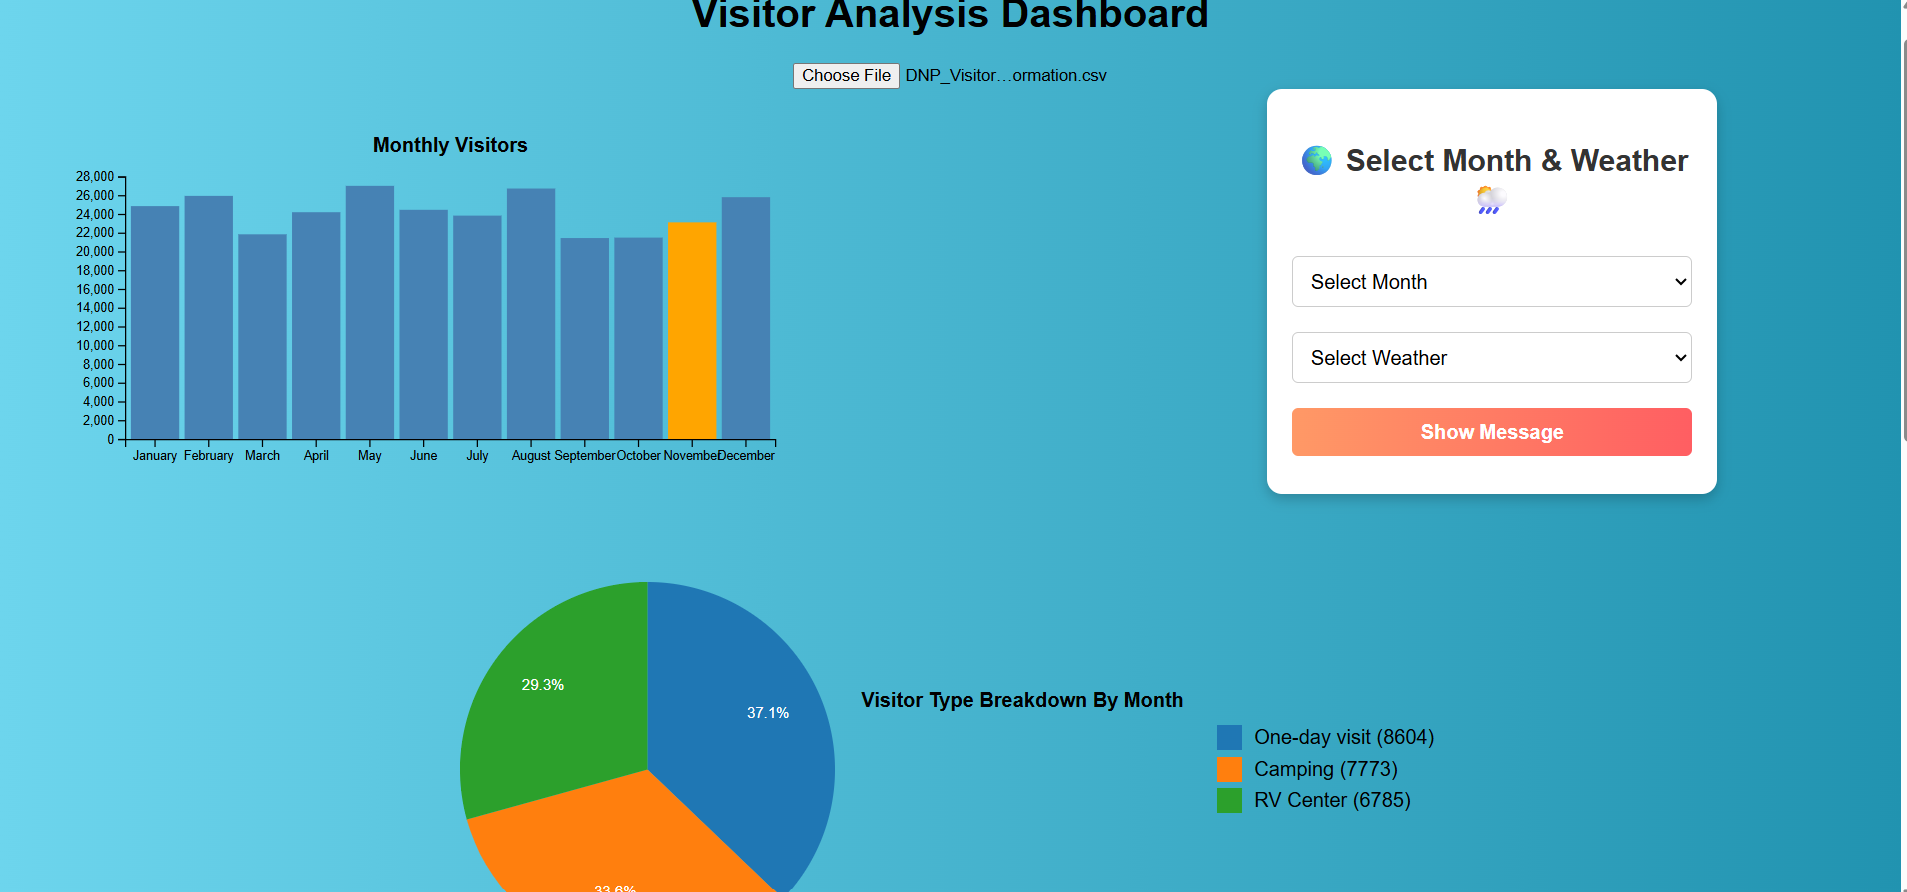 Visitor Analysis Dashboard
Choose File DNP_Visitor…ormation.csv
Monthly Visitors
28,000
26,000
24,000
22,000
20,000
18,000
16,000
14,000
12,000
10,000
8,000
6,000
4,000
2,000
0
January February March April May June July August September October November December
Select Month & Weather
Select Month
Select Weather
Show Message
29.3%
37.1%
33.6%
Visitor Type Breakdown By Month
One-day visit (8604)
Camping (7773)
RV Center (6785)